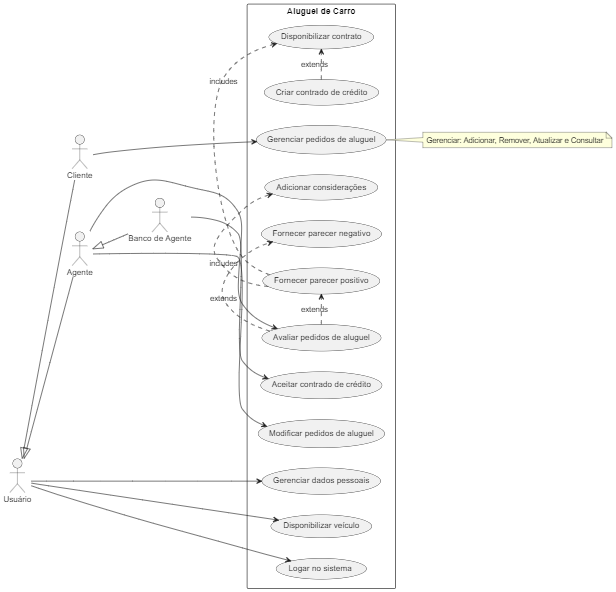 Aluguel de Carro
Disponibilizar contrato
extends
includes
Criar contrado de crédito
Gerenciar pedidos de aluguel
Gerenciar: Adicionar, Remover, Atualizar e Consultar
Cliente
Adicionar considerações
Banco de Agente
Fornecer parecer negativo
Agente
includes
Fornecer parecer positivo
extends
extends
Avaliar pedidos de aluguel
Aceitar contrado de crédito
Modificar pedidos de aluguel
Gerenciar dados pessoais
Usuário
Disponibilizar veículo
Logar no sistema